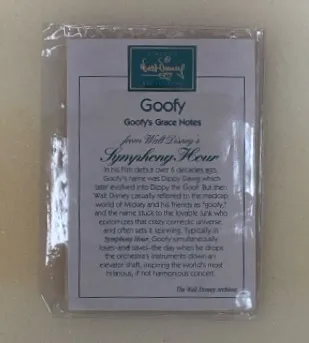 Walt Disney
Goofy
Goofy's Grace Notes
from Walt Disney's
Symphony Hour
In his film debut over 6 decades ago,
Goofy's name was Dippy Dawg which
later evolved into Dippy the Goof. But then
Walt Disney casually referred to the madcap
world of Mickey and his friends as "goofy,"
and the name stuck to the lovable lunk who
epitomizes that crazy comedic universe
and often sets it spinning. Typically in
Symphony Hour, Goofy simultaneously
loses-and saves-the day when he drops
the orchestra's instruments down an
elevator shaft, inspiring the world's most
hilarious, if not harmonious concert.
The Walt Disney Archives